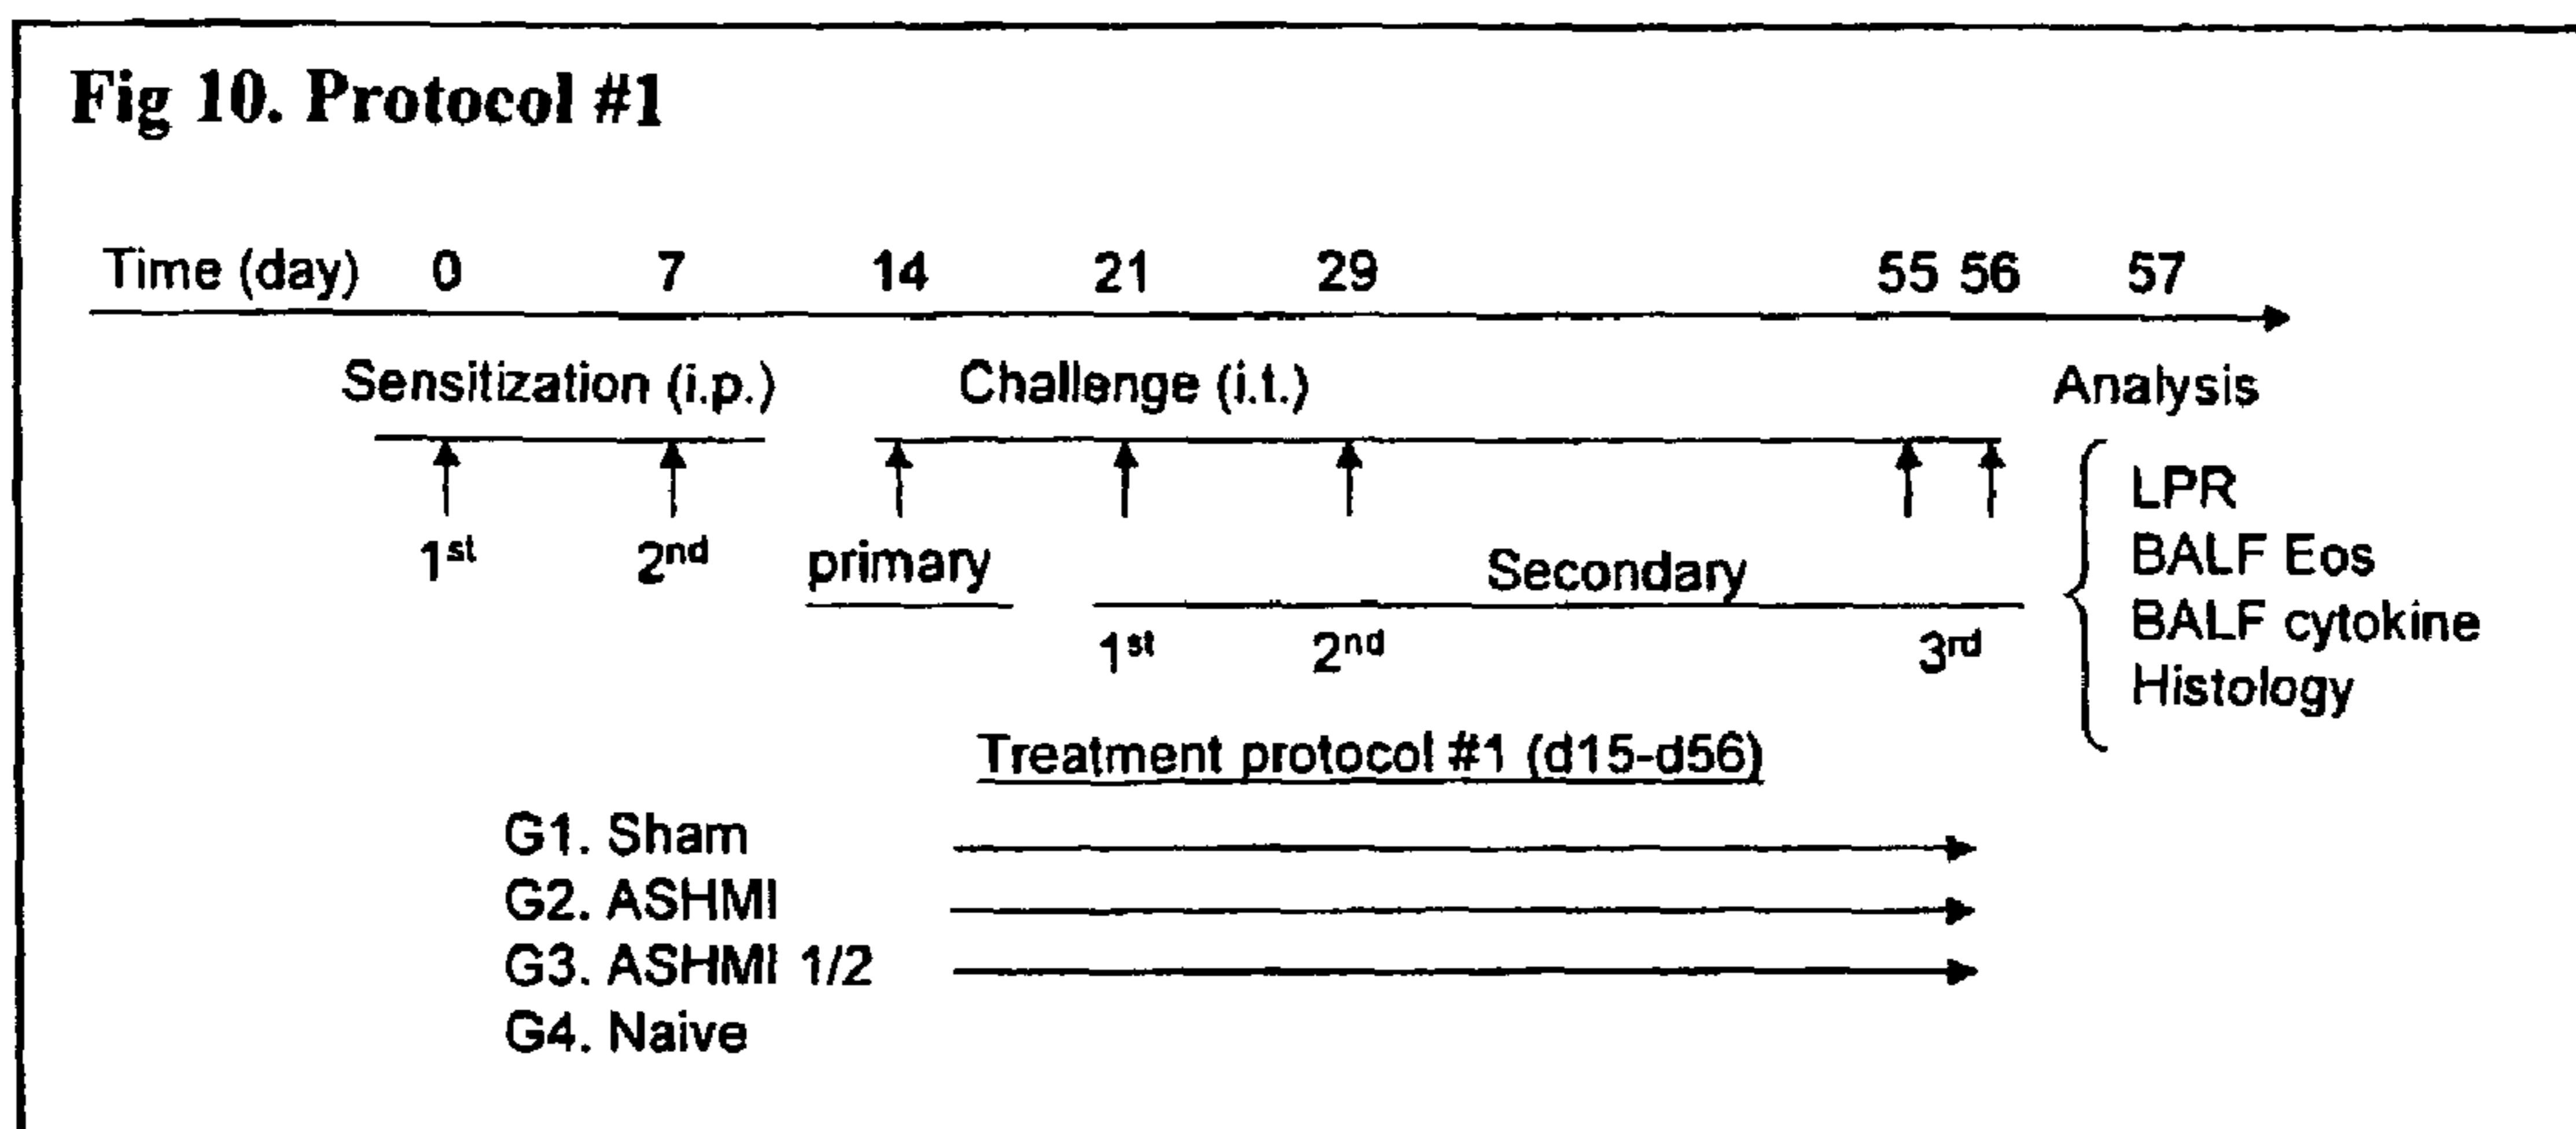 Fig 10. Protocol #1
Time (day) 0 7 14 21 29 55 56 57
Sensitization (i.p.) Challenge (i.t.) Analysis
1st 2nd primary Secondary
1st 2nd 3rd
LPR
BALF Eos
BALF cytokine
Histology
Treatment protocol #1 (d15-d56)
G1. Sham
G2. ASHMI
G3. ASHMI 1/2
G4. Naive